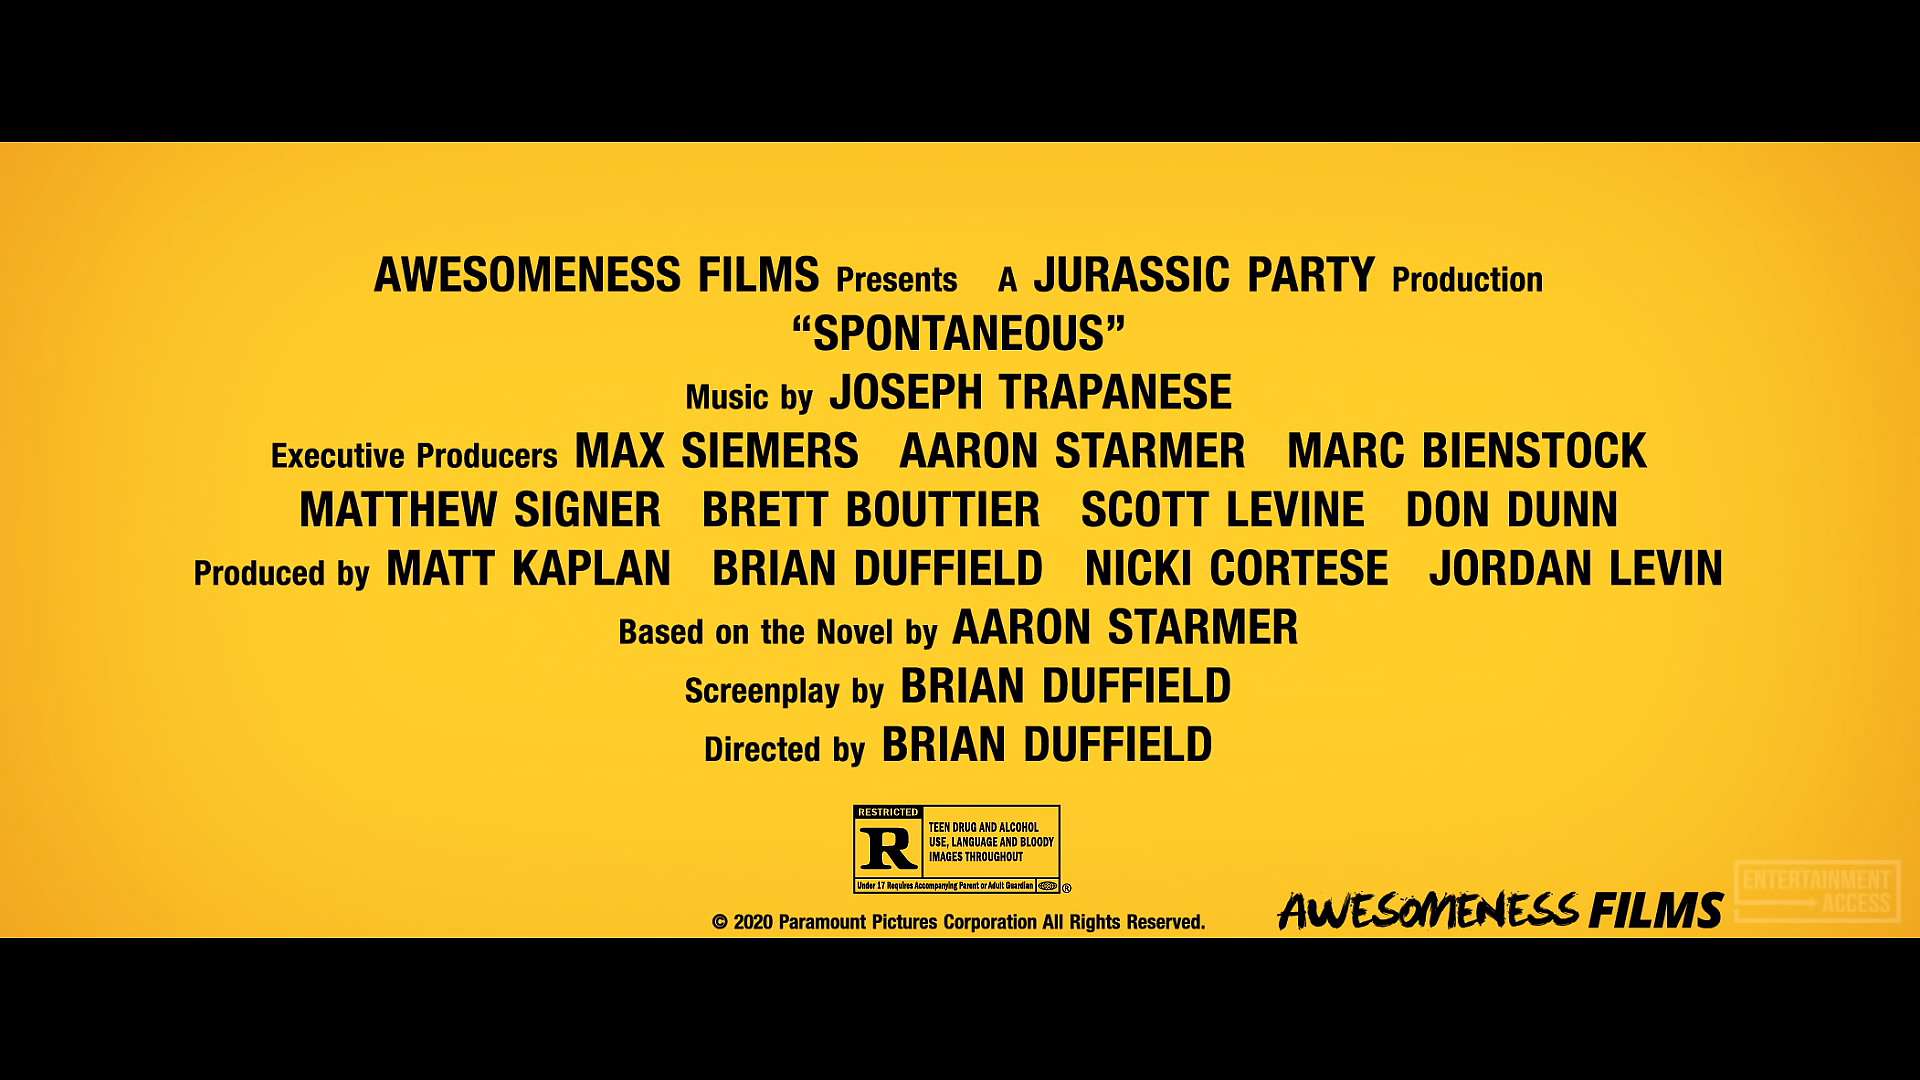 AWESOMENESS FILMS Presents A JURASSIC PARTY Production
“SPONTANEOUS”
Music by JOSEPH TRAPANESE
Executive Producers MAX SIEMERS AARON STARMER MARC BIENSTOCK
MATTHEW SIGNER BRETT BOUTTIER SCOTT LEVINE DON DUNN
Produced by MATT KAPLAN BRIAN DUFFIELD NICKI CORTESE JORDAN LEVIN
Based on the Novel by AARON STARMER
Screenplay by BRIAN DUFFIELD
Directed by BRIAN DUFFIELD
RESTRICTED
R
TEEN DRUG AND ALCOHOL
USE, LANGUAGE AND BLOODY
IMAGES THROUGHOUT
Under 17 Requires Accompanying Parent or Adult Guardian
®
© 2020 Paramount Pictures Corporation All Rights Reserved.
AWESOMENESS FILMS
ENTERTAINMENT
ACCESS